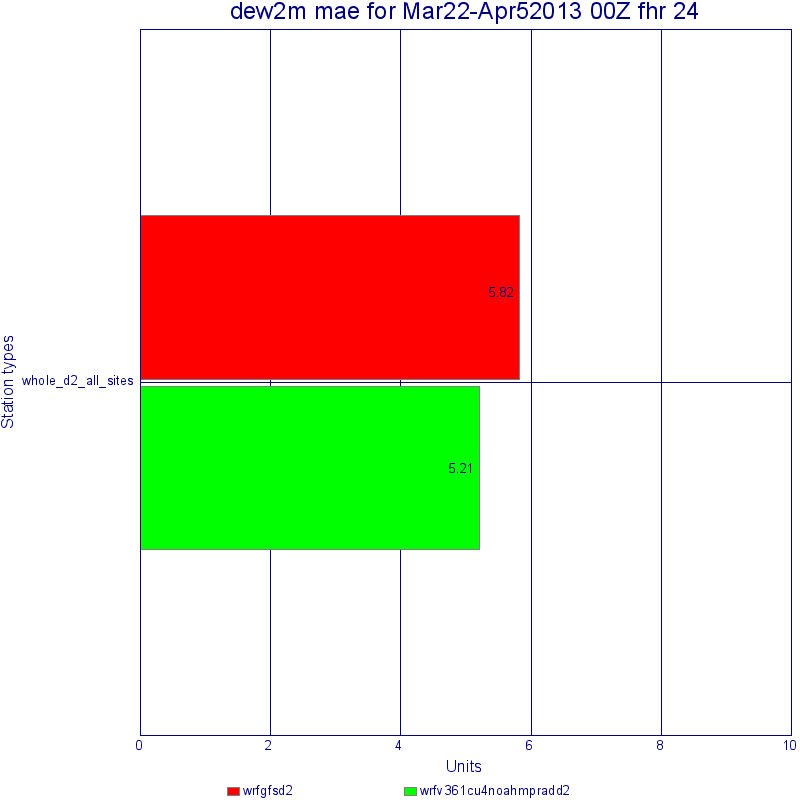 dew2m mae for Mar22-Apr52013 00Z fhr 24
5.82
Station types
whole_d2_all_sites
5.21
0 2 4 6 8 10
Units
wrfgfsd2 wrfv361cu4noahmpradd2